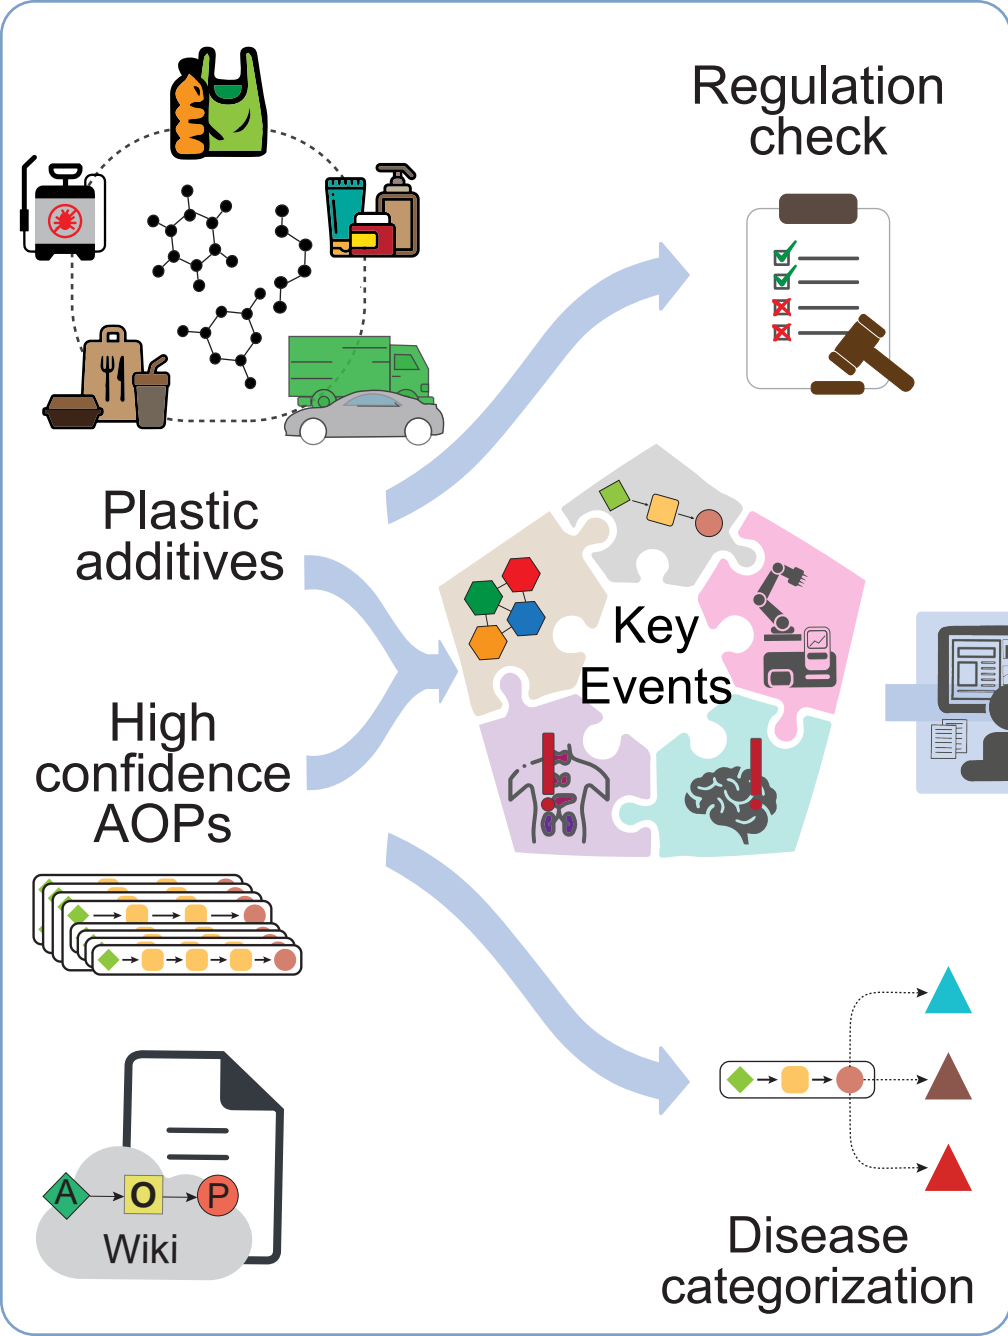 Regulation
check
Plastic
additives
Key
Events
High
confidence
AOPs
A
O
P
Wiki
Disease
categorization